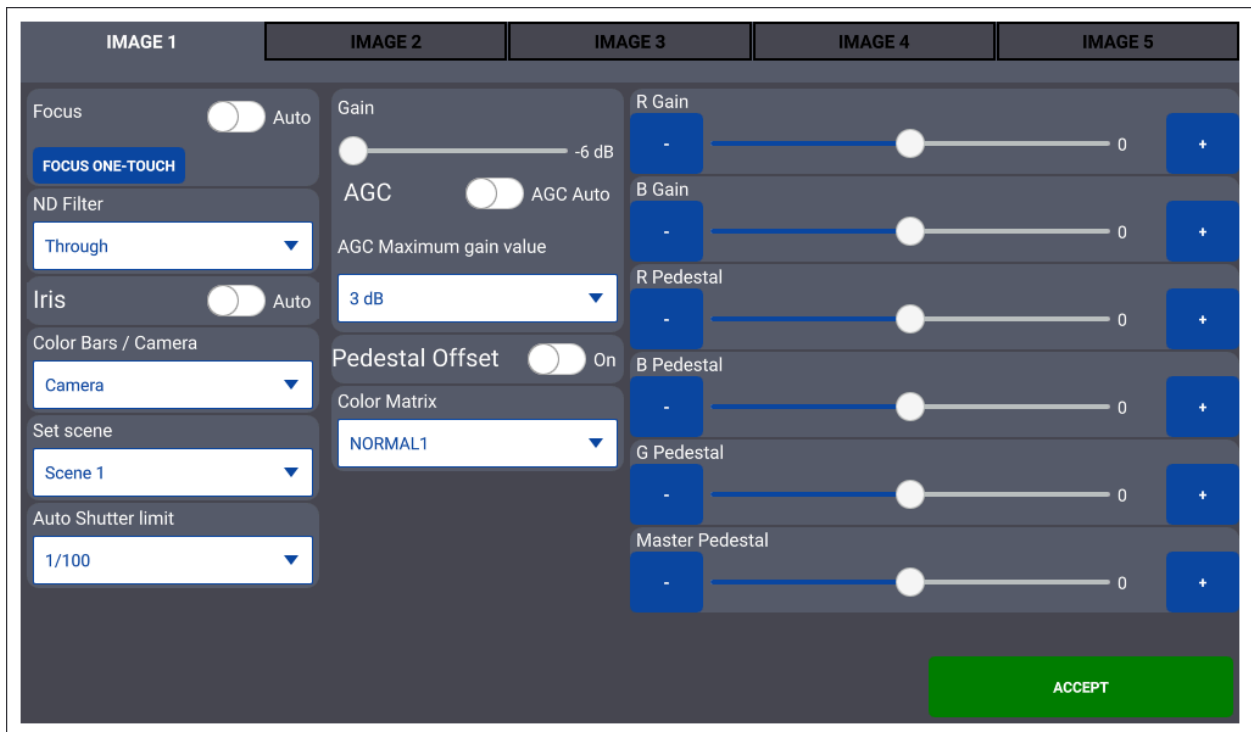 IMAGE 1
IMAGE 2
IMAGE 3
IMAGE 4
IMAGE 5
Focus
Auto
FOCUS ONE-TOUCH
ND Filter
Through
Iris
Auto
Color Bars / Camera
Camera
Set scene
Scene 1
Auto Shutter limit
1/100
Gain
-6 dB
AGC
AGC Auto
AGC Maximum gain value
3 dB
Pedestal Offset
On
Color Matrix
NORMAL1
R Gain
-
0
+
B Gain
-
0
+
R Pedestal
-
0
+
B Pedestal
-
0
+
G Pedestal
-
0
+
Master Pedestal
-
0
+
ACCEPT